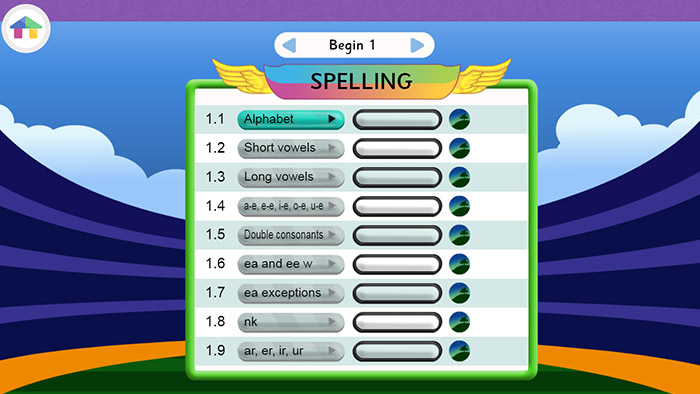 Begin 1
SPELLING
1.1 Alphabet
1.2 Short vowels
1.3 Long vowels
1.4 a-e, e-e, i-e, o-e, u-e
1.5 Double consonants
1.6 ea and ee w
1.7 ea exceptions
1.8 nk
1.9 ar, er, ir, ur